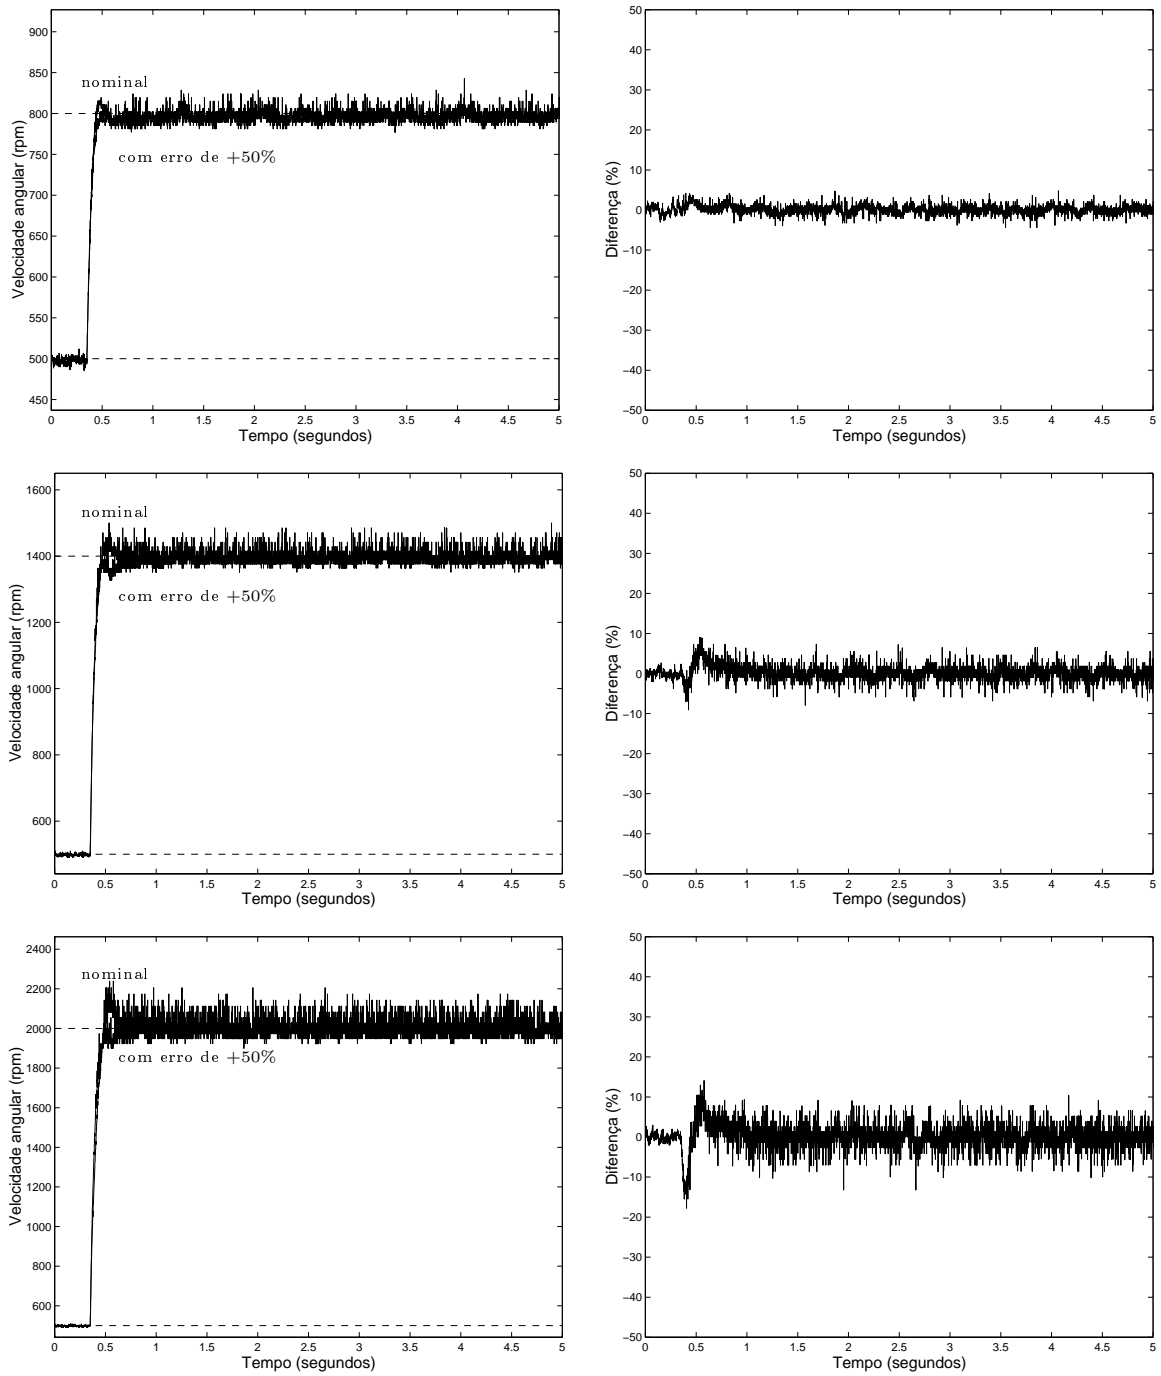 900
850
800
750
700
650
600
550
500
450
nominal
com erro de +50%
Velocidade angular (rpm)
0 0.5 1 1.5 2 2.5 3 3.5 4 4.5 5
Tempo (segundos)
50
40
30
20
10
0
−10
−20
−30
−40
−50
Diferença (%)
0 0.5 1 1.5 2 2.5 3 3.5 4 4.5 5
Tempo (segundos)
1600
1400
1200
1000
800
600
nominal
com erro de +50%
Velocidade angular (rpm)
0 0.5 1 1.5 2 2.5 3 3.5 4 4.5 5
Tempo (segundos)
50
40
30
20
10
0
−10
−20
−30
−40
−50
Diferença (%)
0 0.5 1 1.5 2 2.5 3 3.5 4 4.5 5
Tempo (segundos)
2400
2200
2000
1800
1600
1400
1200
1000
800
600
nominal
com erro de +50%
Velocidade angular (rpm)
0 0.5 1 1.5 2 2.5 3 3.5 4 4.5 5
Tempo (segundos)
50
40
30
20
10
0
−10
−20
−30
−40
−50
Diferença (%)
0 0.5 1 1.5 2 2.5 3 3.5 4 4.5 5
Tempo (segundos)